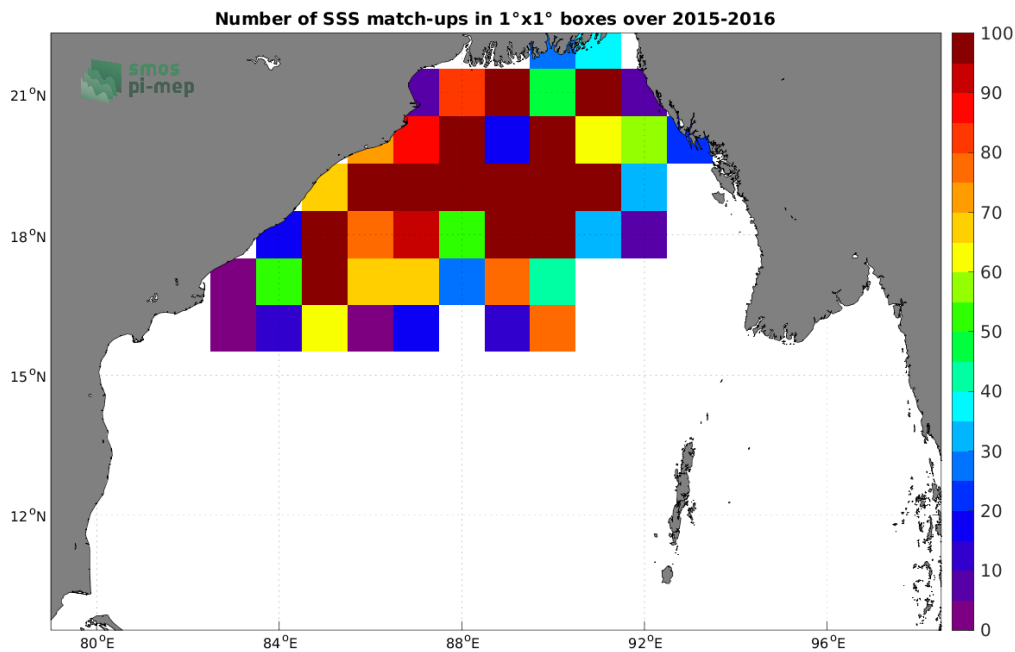 Number of SSS match-ups in 1°x1° boxes over 2015-2016
smos
pi-mep
21°N
18°N
15°N
12°N
80°E
84°E
88°E
92°E
96°E
100
90
80
70
60
50
40
30
20
10
0